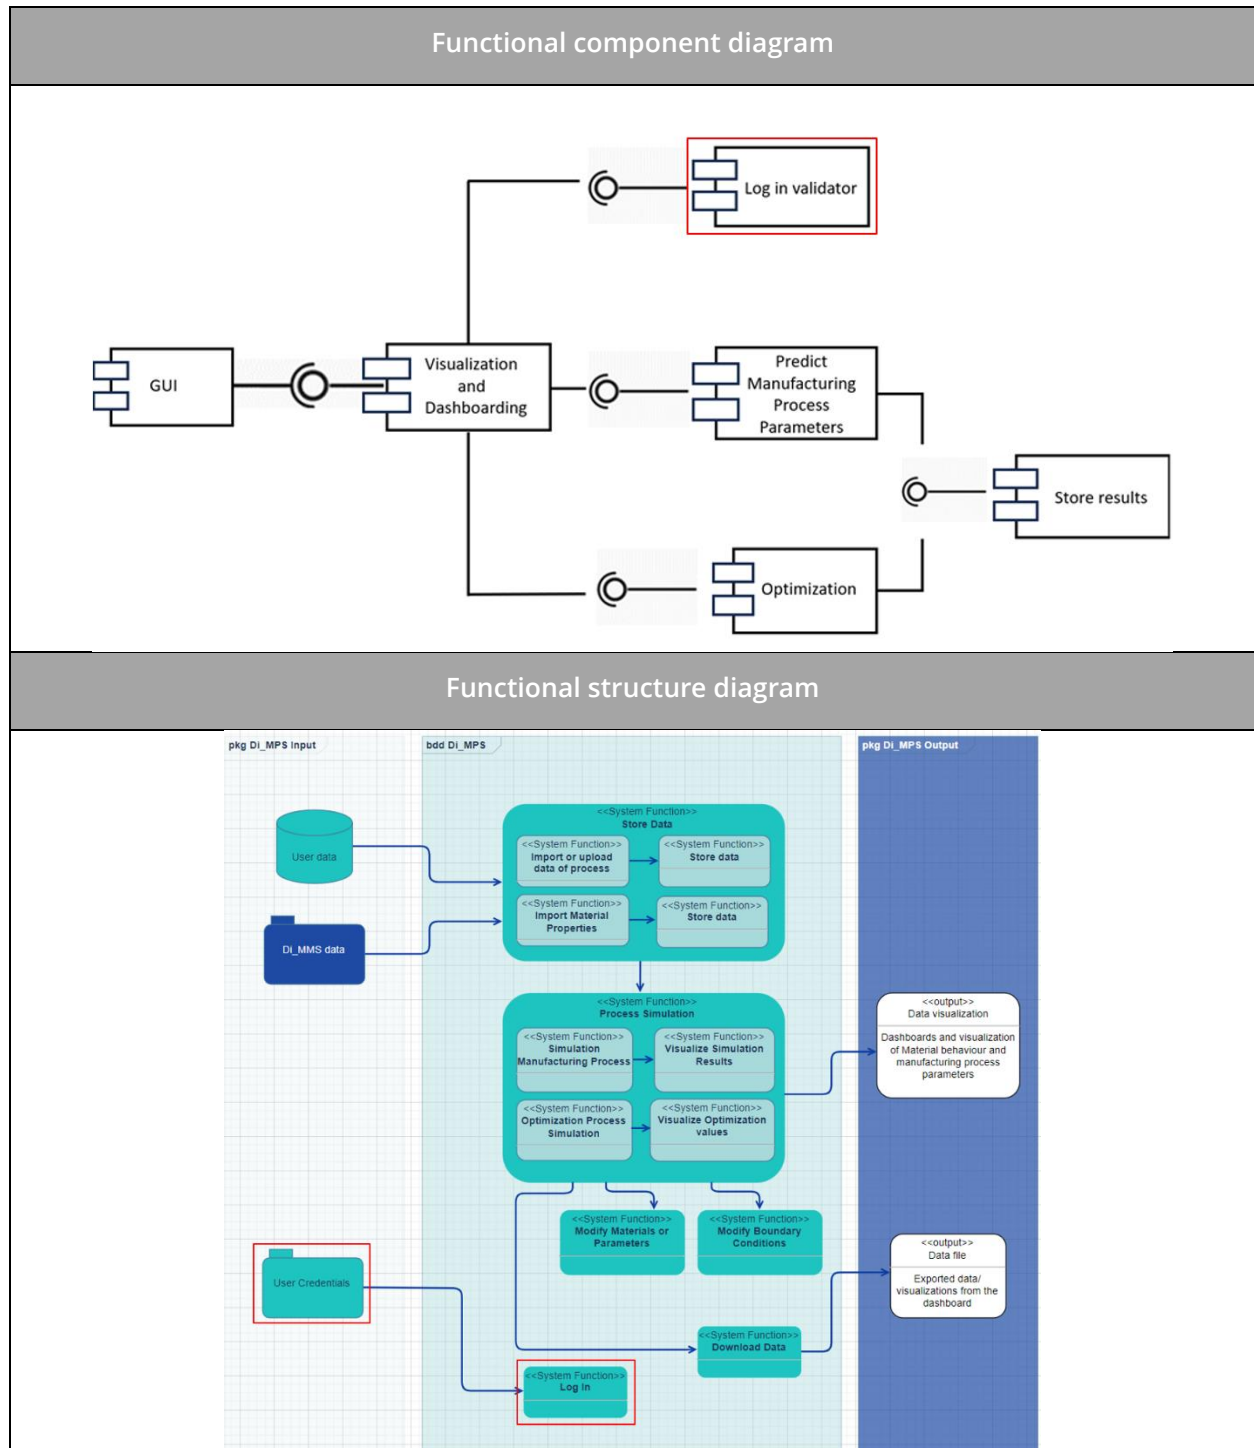 Functional component diagram
Log in validator
GUI
Visualization
and
Dashboarding
Predict
Manufacturing
Process
Parameters
Store results
Optimization
Functional structure diagram
pkg Di_MPS Input
bdd Di_MPS
pkg Di_MPS Output
User data
Di_MMS data
<<System Function>>
Store Data
<<System Function>>
Import or upload
data of process
<<System Function>>
Store data
<<System Function>>
Import Material
Properties
<<System Function>>
Store data
<<System Function>>
Process Simulation
<<System Function>>
Simulation
Manufacturing Process
<<System Function>>
Visualize Simulation
Results
<<System Function>>
Optimization Process
Simulation
<<System Function>>
Visualize Optimization
values
<<output>>
Data visualization
Dashboards and visualization
of Material behaviour and
manufacturing process
parameters
<<System Function>>
Modify Materials or
Parameters
<<System Function>>
Modify Boundary
Conditions
User Credentials
<<output>>
Data file
Exported data/
visualizations from the
dashboard
<<System Function>>
Download Data
<<System Function>>
Log in